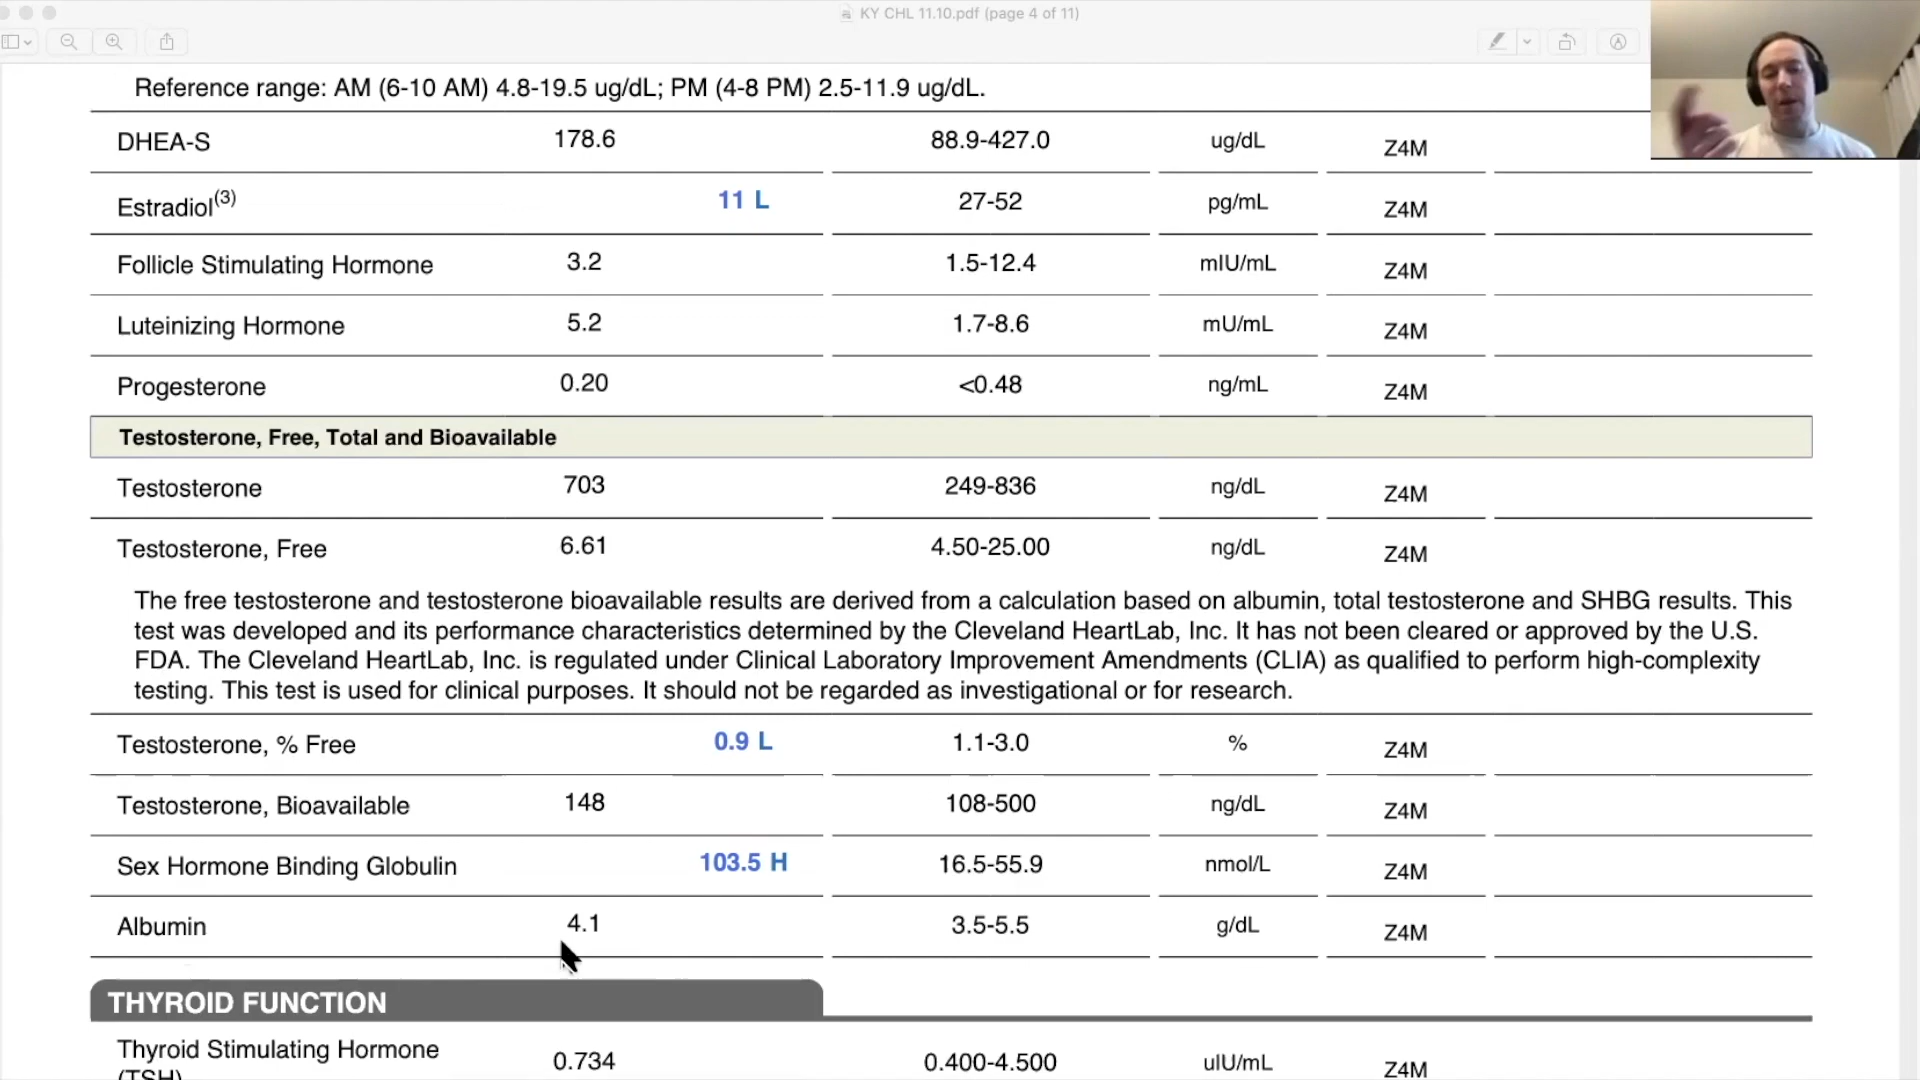 KY CHL 11.10.pdf (page 4 of 11)
Reference range: AM (6-10 AM) 4.8-19.5 ug/dL; PM (4-8 PM) 2.5-11.9 ug/dL.
DHEA-S 178.6 88.9-427.0 ug/dL Z4M
Estradiol(3) 11 L 27-52 pg/mL Z4M
Follicle Stimulating Hormone 3.2 1.5-12.4 mIU/mL Z4M
Luteinizing Hormone 5.2 1.7-8.6 mU/mL Z4M
Progesterone 0.20 <0.48 ng/mL Z4M
Testosterone, Free, Total and Bioavailable
Testosterone 703 249-836 ng/dL Z4M
Testosterone, Free 6.61 4.50-25.00 ng/dL Z4M
The free testosterone and testosterone bioavailable results are derived from a calculation based on albumin, total testosterone and SHBG results. This
test was developed and its performance characteristics determined by the Cleveland HeartLab, Inc. It has not been cleared or approved by the U.S.
FDA. The Cleveland HeartLab, Inc. is regulated under Clinical Laboratory Improvement Amendments (CLIA) as qualified to perform high-complexity
testing. This test is used for clinical purposes. It should not be regarded as investigational or for research.
Testosterone, % Free 0.9 L 1.1-3.0 % Z4M
Testosterone, Bioavailable 148 108-500 ng/dL Z4M
Sex Hormone Binding Globulin 103.5 H 16.5-55.9 nmol/L Z4M
Albumin 4.1 3.5-5.5 g/dL Z4M
THYROID FUNCTION
Thyroid Stimulating Hormone 0.734 0.400-4.500 uIU/mL Z4M
(TSH)